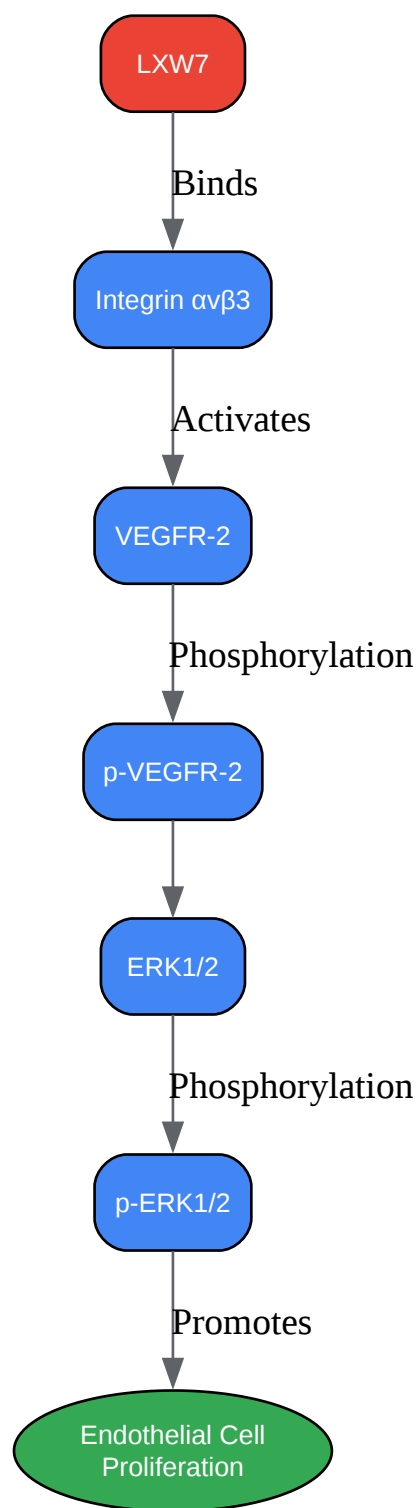 LXW7
Binds
Integrin αvβ3
Activates
VEGFR-2
Phosphorylation
p-VEGFR-2
ERK1/2
Phosphorylation
p-ERK1/2
Promotes
Endothelial Cell
Proliferation